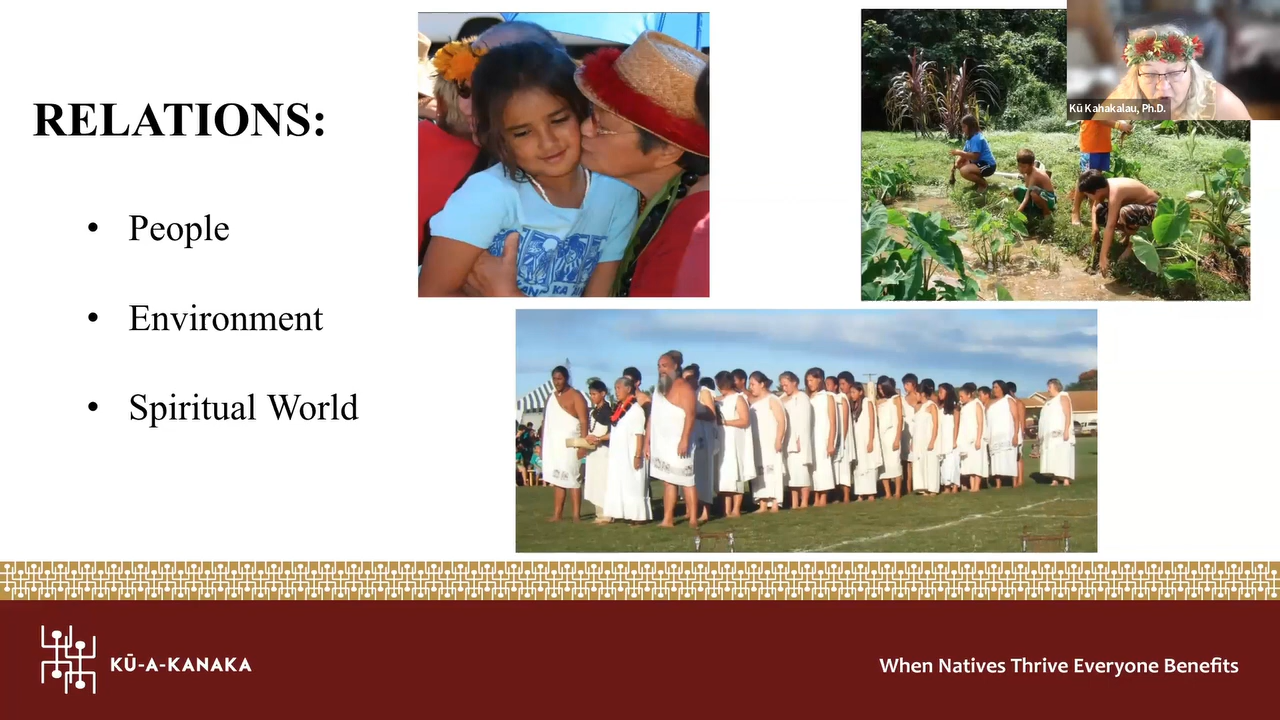 RELATIONS:
• People
• Environment
• Spiritual World
Kū Kahakalau, Ph.D.
KŪ-A-KANAKA
When Natives Thrive Everyone Benefits